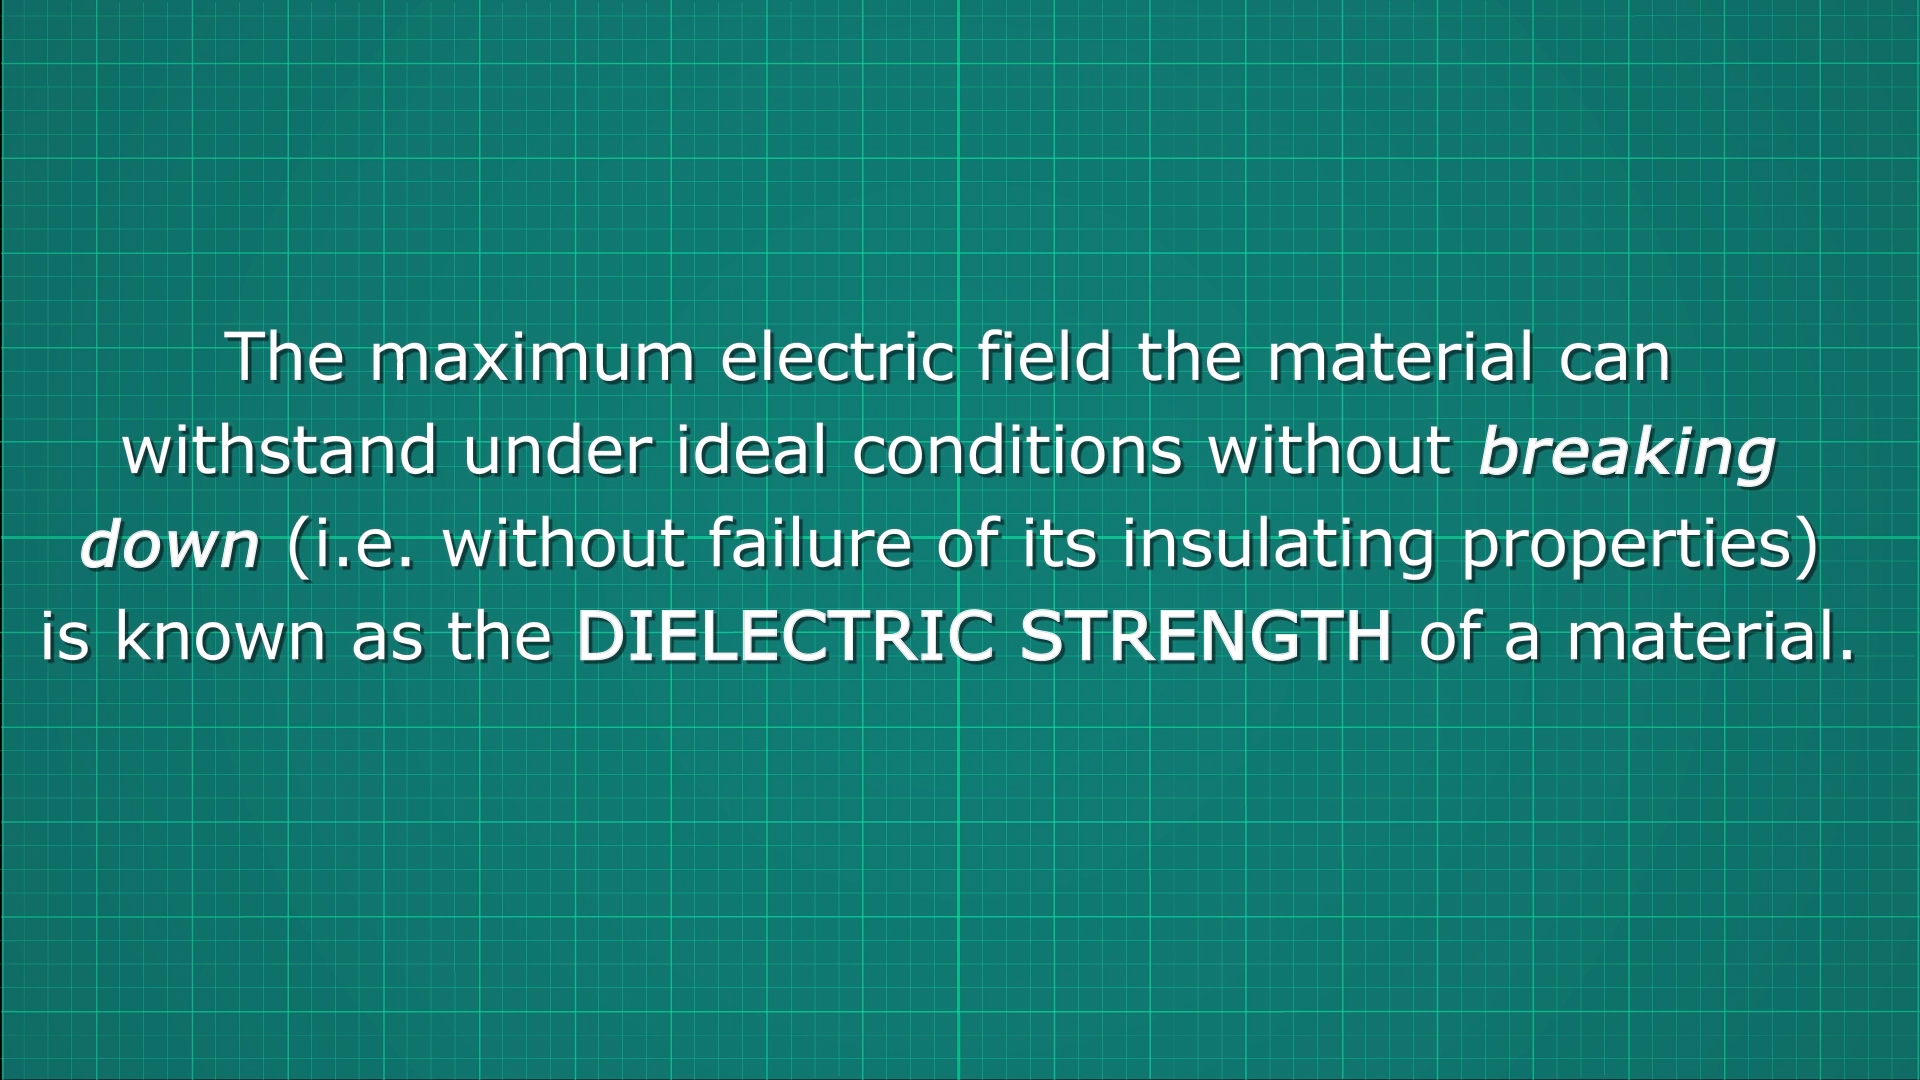 The maximum electric field the material can
withstand under ideal conditions without breaking
down (i.e. without failure of its insulating properties)
is known as the DIELECTRIC STRENGTH of a material.